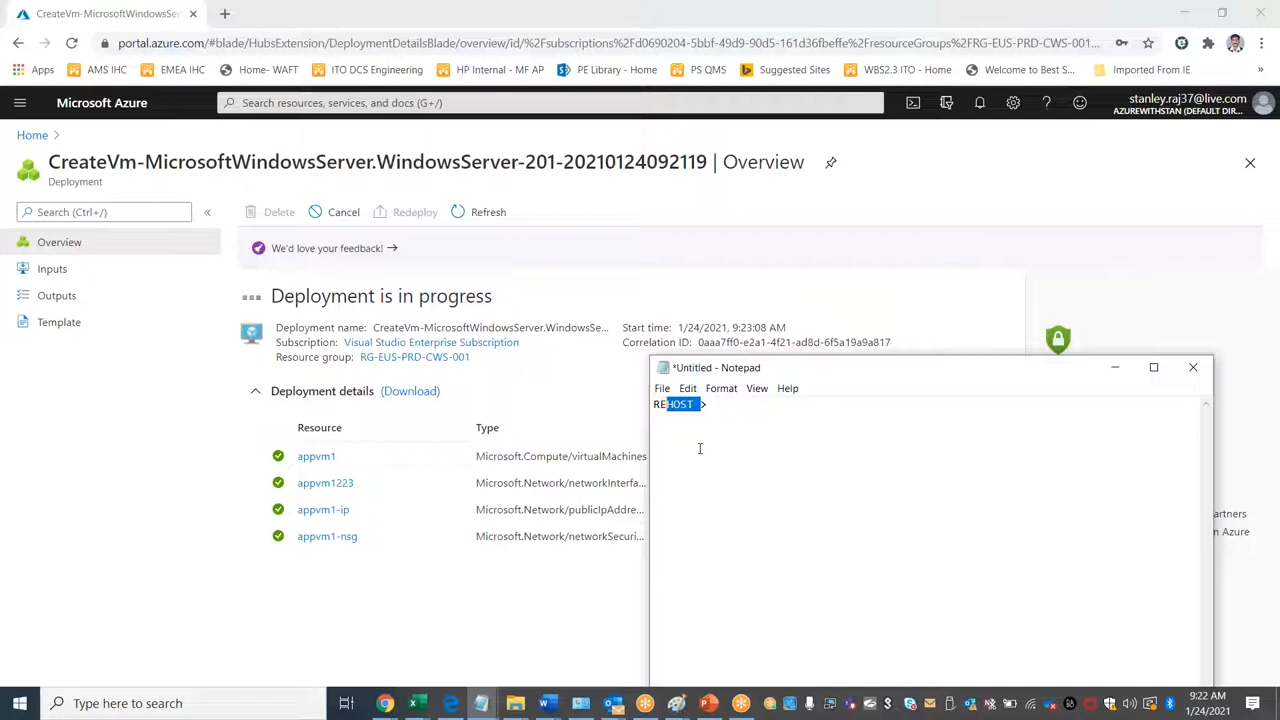 CreateVm-MicrosoftWindowsServer
portal.azure.com/#blade/HubsExtension/DeploymentDetailsBlade/overview/id/%2Fsubscriptions%2Fd0690204-5bbf-49d9-90d5-161d36fbeffe%2FresourceGroups%2FRG-EUS-PRD-CWS-001...
Apps AMS IHC EMEA IHC Home- WAFT ITO DCS Engineering HP Internal - MF AP PE Library - Home PS QMS Suggested Sites WBS2.3 ITO - Home Welcome to Best S... Imported From IE »
Microsoft Azure Search resources, services, and docs (G+/) stanley.raj37@live.com
AZUREWITHSTAN (DEFAULT DIR...
Home >
CreateVm-MicrosoftWindowsServer.WindowsServer-201-20210124092119 | Overview
Deployment
Search (Ctrl+/) « Delete Cancel Redeploy Refresh
Overview
We'd love your feedback! →
Inputs
Outputs
Template
Deployment is in progress
Deployment name: CreateVm-MicrosoftWindowsServer.WindowsSe... Start time: 1/24/2021, 9:23:08 AM
Subscription: Visual Studio Enterprise Subscription Correlation ID: 0aaa7ff0-e2a1-4f21-ad8d-6f5a19a9a817
Resource group: RG-EUS-PRD-CWS-001
Deployment details (Download)
Resource Type
appvm1 Microsoft.Compute/virtualMachines
appvm1223 Microsoft.Network/networkInterfa...
appvm1-ip Microsoft.Network/publicIpAddre...
appvm1-nsg Microsoft.Network/networkSecuri...
*Untitled - Notepad
File Edit Format View Help
REHOST >
artners
n Azure
Type here to search
9:22 AM
1/24/2021